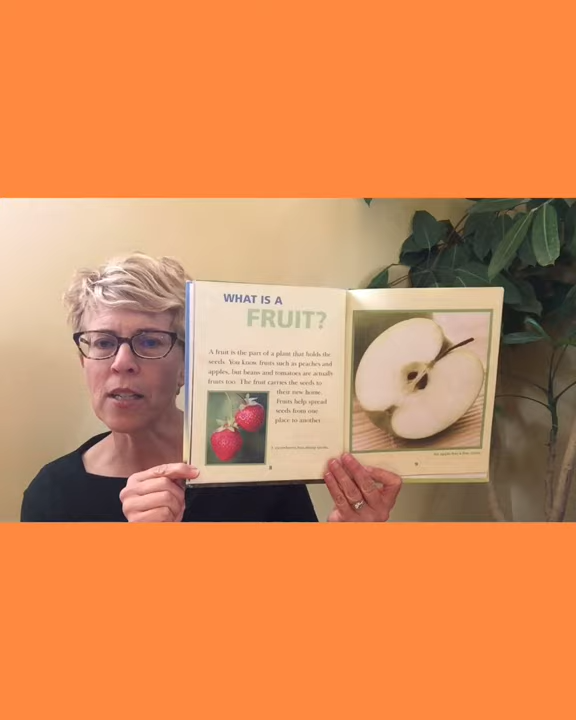 WHAT IS A
FRUIT?
A fruit is the part of a plant that holds the
seeds. You know fruits such as peaches and
apples, but beans and tomatoes are actually
fruits too. The fruit carries the seeds to
their new home.
Fruits help spread
seeds from one
place to another.